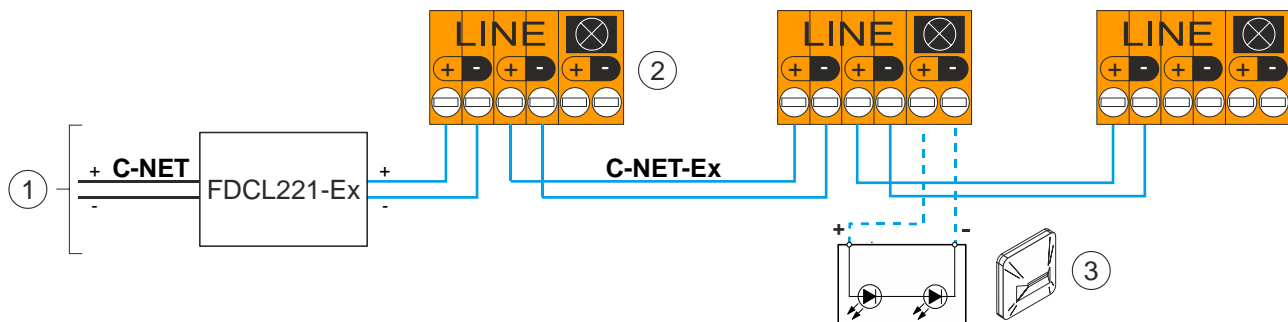 LINE LINE LINE
+ - + - + - + - + - + - + - + - + -
2
1
+ C-NET
-
FDCL221-Ex
+
-
C-NET-Ex
+ -
3